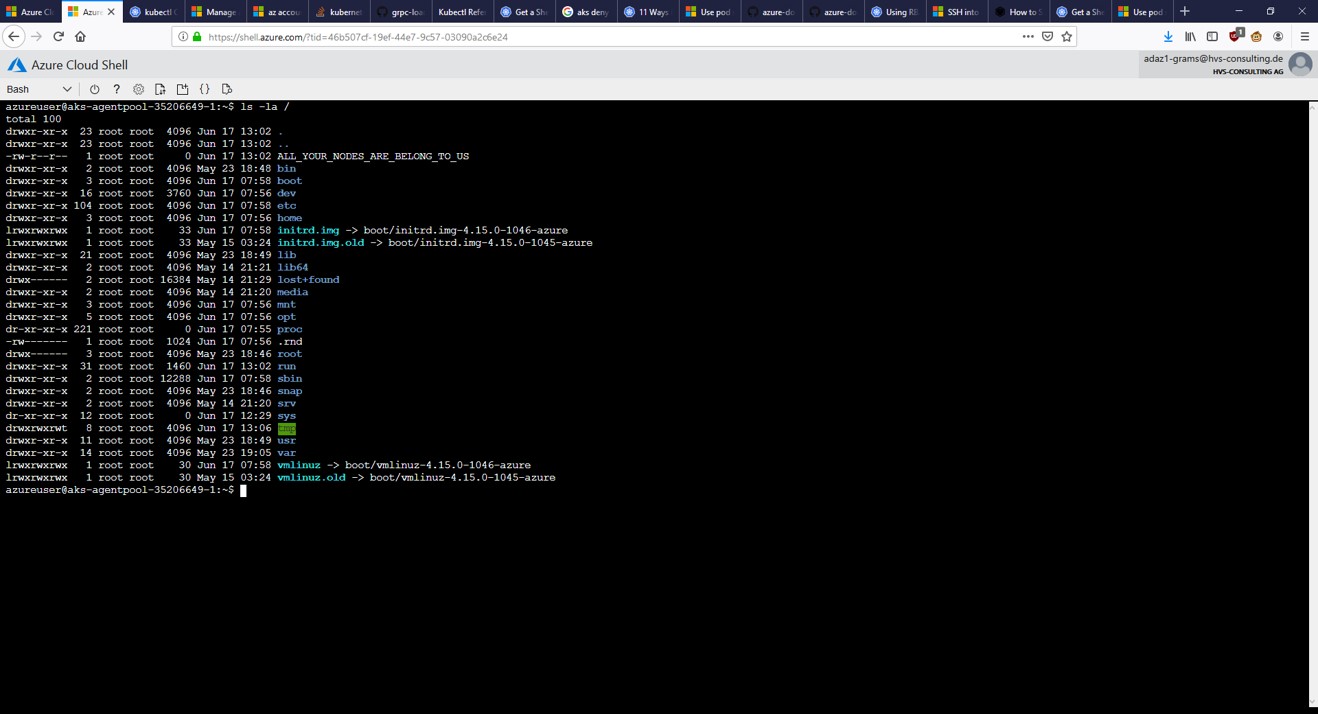 Azure Cl
Azure
kubectl C
Manage
az accou
kubernet
grpc-loa
Kubectl Refe
Get a She
aks deny
11 Ways
Use pod
azure-do
azure-do
Using RB
SSH into
How to S
Get a She
Use pod
https://shell.azure.com/?tid=46b507cf-19ef-44e7-9c57-03090a2c6e24
1
Azure Cloud Shell
adaz1-grams@hvs-consulting.de
HVS-CONSULTING AG
Bash
azureuser@aks-agentpool-35206649-1:~$ ls -la /
total 100
drwxr-xr-x  23 root root  4096 Jun 17 13:02 .
drwxr-xr-x  23 root root  4096 Jun 17 13:02 ..
-rw-r--r--   1 root root     0 Jun 17 13:02 ALL_YOUR_NODES_ARE_BELONG_TO_US
drwxr-xr-x   2 root root  4096 May 23 18:48 bin
drwxr-xr-x   3 root root  4096 Jun 17 07:58 boot
drwxr-xr-x  16 root root  3760 Jun 17 07:56 dev
drwxr-xr-x 104 root root  4096 Jun 17 07:58 etc
drwxr-xr-x   3 root root  4096 Jun 17 07:56 home
lrwxrwxrwx   1 root root    33 Jun 17 07:58 initrd.img -> boot/initrd.img-4.15.0-1046-azure
lrwxrwxrwx   1 root root    33 May 15 03:24 initrd.img.old -> boot/initrd.img-4.15.0-1045-azure
drwxr-xr-x  21 root root  4096 May 23 18:49 lib
drwxr-xr-x   2 root root  4096 May 14 21:21 lib64
drwx------   2 root root 16384 May 14 21:29 lost+found
drwxr-xr-x   2 root root  4096 May 14 21:20 media
drwxr-xr-x   3 root root  4096 Jun 17 07:56 mnt
drwxr-xr-x   5 root root  4096 Jun 17 07:56 opt
dr-xr-xr-x 221 root root     0 Jun 17 07:55 proc
-rw-------   1 root root  1024 Jun 17 07:56 .rnd
drwx------   3 root root  4096 May 23 18:46 root
drwxr-xr-x  31 root root  1460 Jun 17 13:02 run
drwxr-xr-x   2 root root 12288 Jun 17 07:58 sbin
drwxr-xr-x   2 root root  4096 May 23 18:46 snap
drwxr-xr-x   2 root root  4096 May 14 21:20 srv
dr-xr-xr-x  12 root root     0 Jun 17 12:29 sys
drwxrwxrwt   8 root root  4096 Jun 17 13:06 tmp
drwxr-xr-x  11 root root  4096 May 23 18:49 usr
drwxr-xr-x  14 root root  4096 May 23 19:05 var
lrwxrwxrwx   1 root root    30 Jun 17 07:58 vmlinuz -> boot/vmlinuz-4.15.0-1046-azure
lrwxrwxrwx   1 root root    30 May 15 03:24 vmlinuz.old -> boot/vmlinuz-4.15.0-1045-azure
azureuser@aks-agentpool-35206649-1:~$